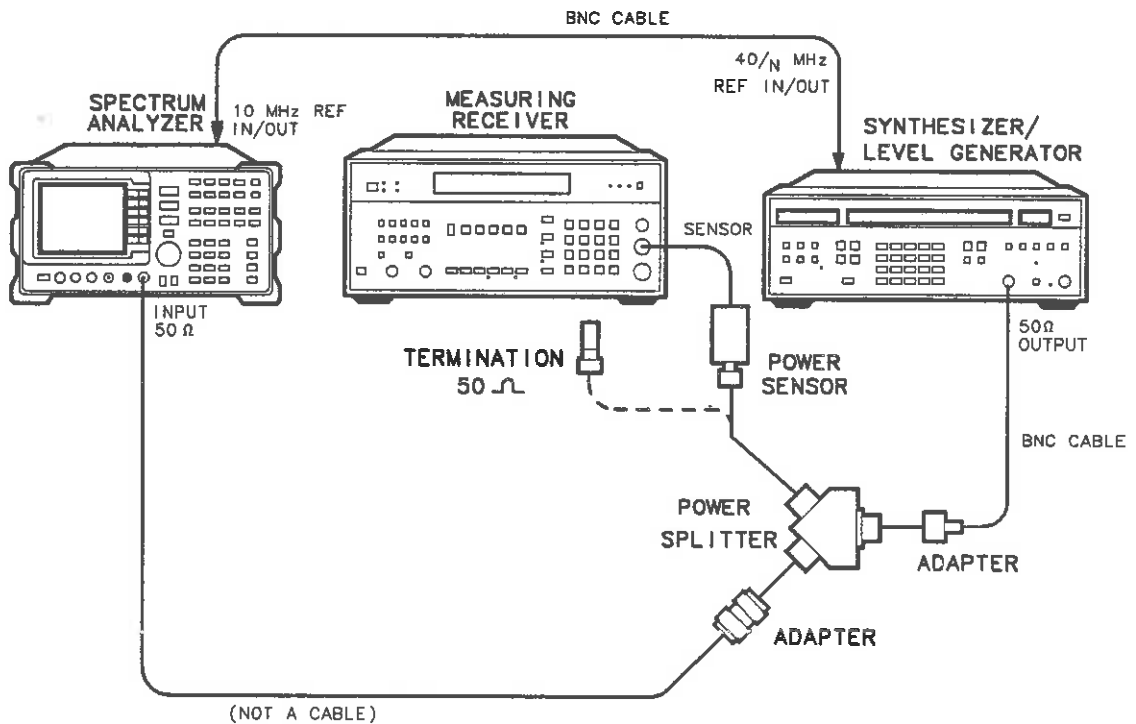 BNC CABLE
40/N MHz
REF IN/OUT
SPECTRUM
ANALYZER
10 MHz REF
IN/OUT
MEASURING
RECEIVER
SYNTHESIZER/
LEVEL GENERATOR
SENSOR
INPUT
50 Ω
TERMINATION
50 Ω
POWER
SENSOR
50Ω
OUTPUT
BNC CABLE
POWER
SPLITTER
ADAPTER
ADAPTER
(NOT A CABLE)